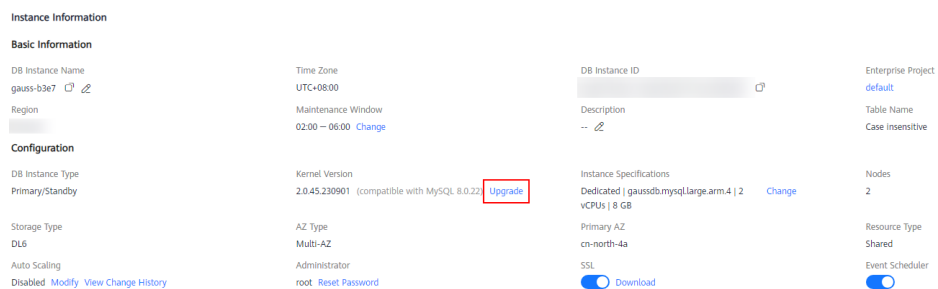 Instance Information
Basic Information
DB Instance Name
Time Zone
DB Instance ID
Enterprise Project
gauss-b3e7
UTC+08:00
default
Region
Maintenance Window
Description
Table Name
02:00 — 06:00 Change
--
Case insensitive
Configuration
DB Instance Type
Kernel Version
Instance Specifications
Nodes
Primary/Standby
2.0.45.230901 (compatible with MySQL 8.0.22) Upgrade
Dedicated | gaussdb.mysql.large.arm.4 | 2 Change
vCPUs | 8 GB
2
Storage Type
AZ Type
Primary AZ
Resource Type
DL6
Multi-AZ
cn-north-4a
Shared
Auto Scaling
Administrator
SSL
Event Scheduler
Disabled Modify View Change History
root Reset Password
Download